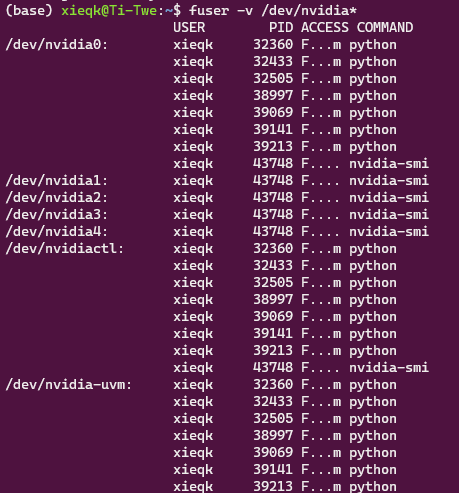 (base) xieqk@Ti-Twe:~$ fuser -v /dev/nvidia*
                     USER        PID ACCESS COMMAND
/dev/nvidia0:        xieqk     32360 F...m python
                     xieqk     32433 F...m python
                     xieqk     32505 F...m python
                     xieqk     38997 F...m python
                     xieqk     39069 F...m python
                     xieqk     39141 F...m python
                     xieqk     39213 F...m python
                     xieqk     43748 F.... nvidia-smi
/dev/nvidia1:        xieqk     43748 F.... nvidia-smi
/dev/nvidia2:        xieqk     43748 F.... nvidia-smi
/dev/nvidia3:        xieqk     43748 F.... nvidia-smi
/dev/nvidia4:        xieqk     43748 F.... nvidia-smi
/dev/nvidiactl:      xieqk     32360 F...m python
                     xieqk     32433 F...m python
                     xieqk     32505 F...m python
                     xieqk     38997 F...m python
                     xieqk     39069 F...m python
                     xieqk     39141 F...m python
                     xieqk     39213 F...m python
                     xieqk     43748 F.... nvidia-smi
/dev/nvidia-uvm:     xieqk     32360 F...m python
                     xieqk     32433 F...m python
                     xieqk     32505 F...m python
                     xieqk     38997 F...m python
                     xieqk     39069 F...m python
                     xieqk     39141 F...m python
                     xieqk     39213 F...m python